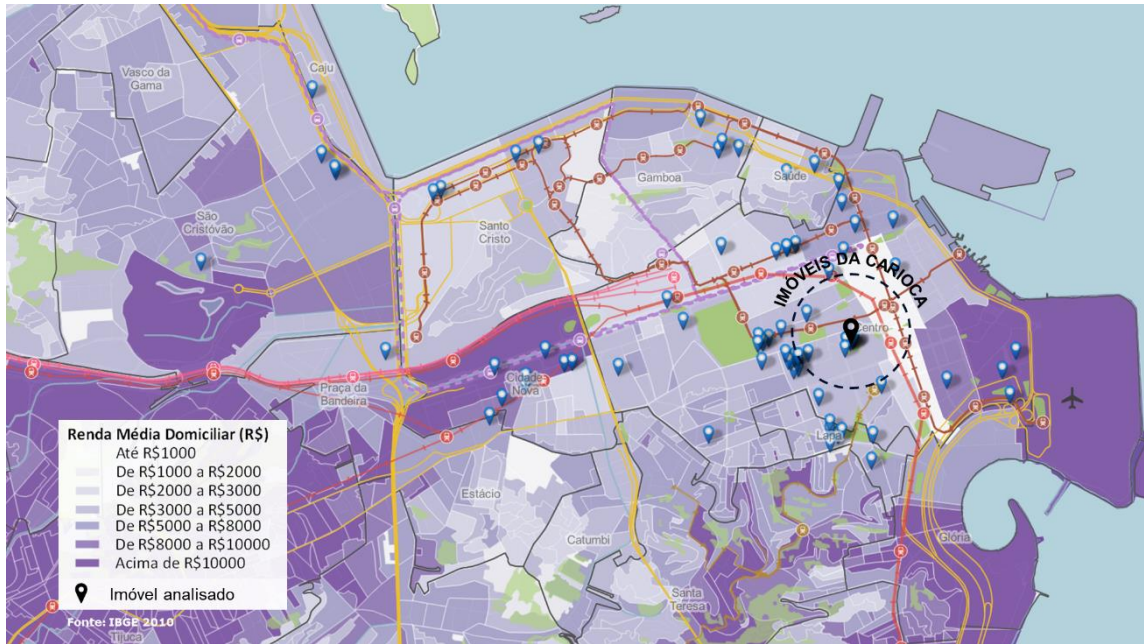 Vasco da
Gama
Caju
São
Cristóvão
Santo
Cristo
Gamboa
Saúde
IMÓVEIS DA CARIOCA
Centro
Praça da
Bandeira
Cidade
Nova
Lapa
Estácio
Catumbi
Glória
Santa
Teresa
Tijuca
Renda Média Domiciliar (R$)
Até R$1000
De R$1000 a R$2000
De R$2000 a R$3000
De R$3000 a R$5000
De R$5000 a R$8000
De R$8000 a R$10000
Acima de R$10000
Imóvel analisado
Fonte: IBGE 2010